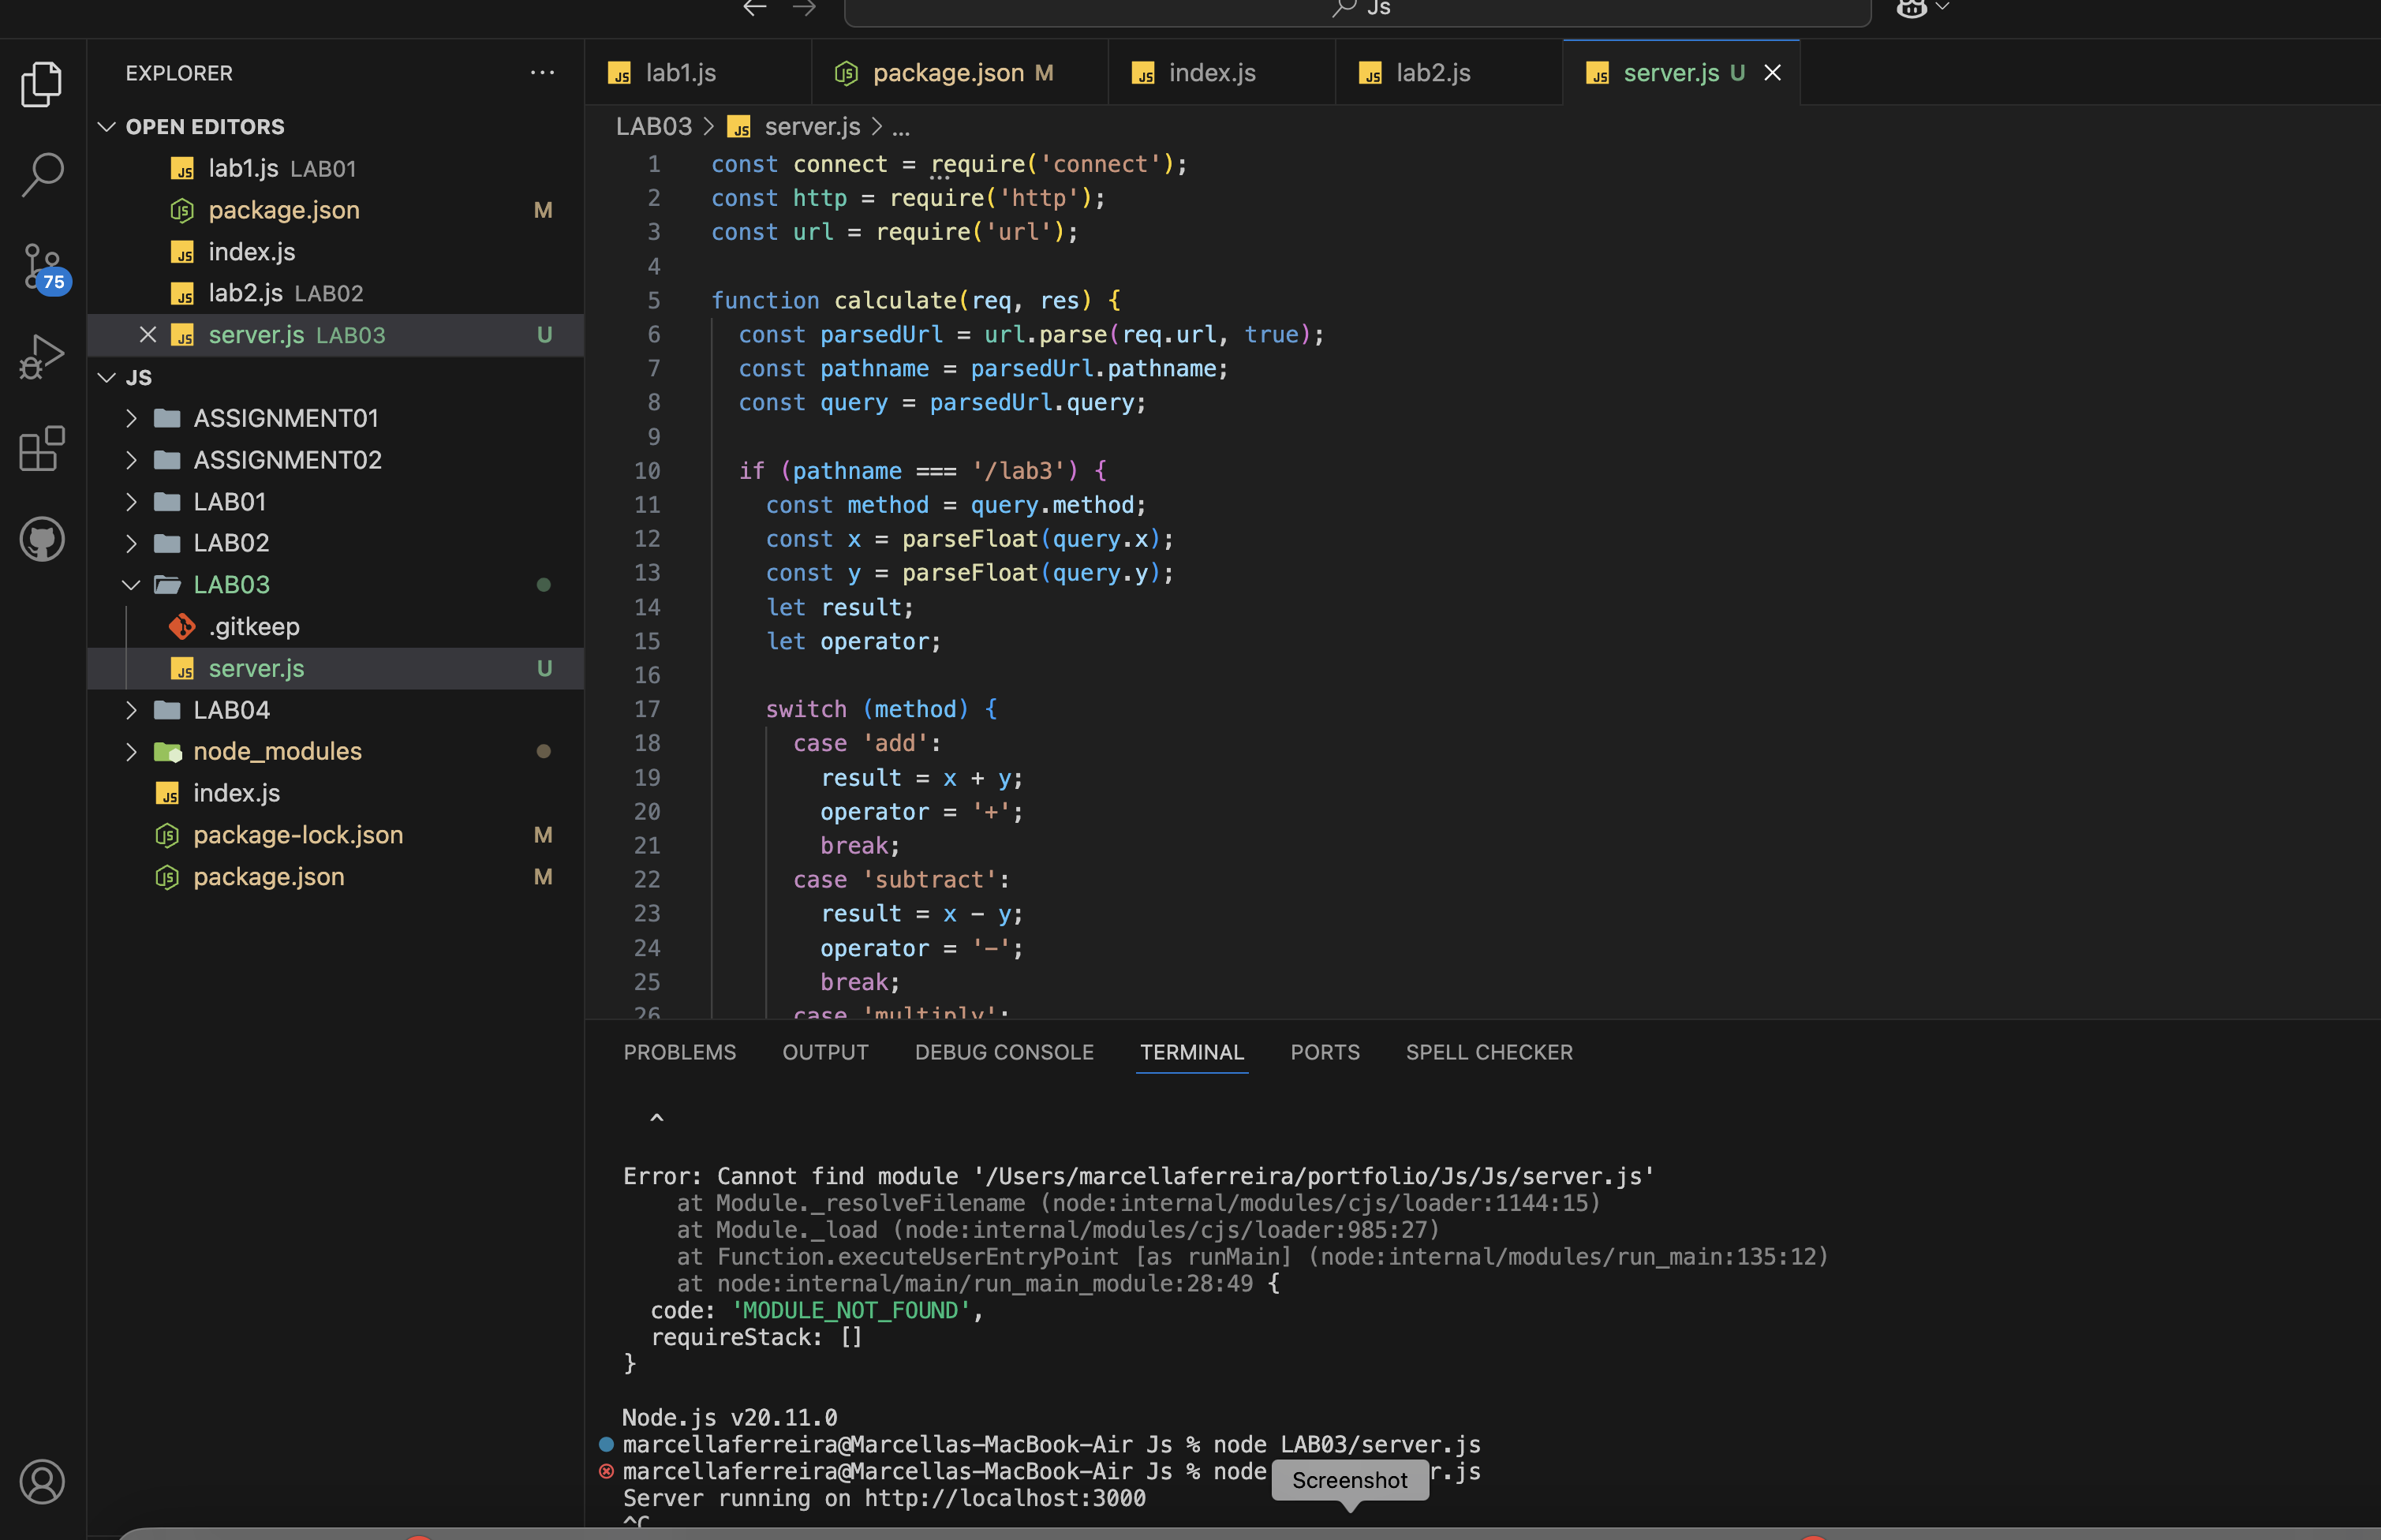 Js
EXPLORER
OPEN EDITORS
lab1.js LAB01
package.json M
index.js
lab2.js LAB02
server.js LAB03 U
JS
ASSIGNMENT01
ASSIGNMENT02
LAB01
LAB02
LAB03
.gitkeep
server.js U
LAB04
node_modules
index.js
package-lock.json M
package.json M
75
lab1.js
package.json M
index.js
lab2.js
server.js U
LAB03 > server.js > ...
1 const connect = require('connect');
2 const http = require('http');
3 const url = require('url');
4
5 function calculate(req, res) {
6 const parsedUrl = url.parse(req.url, true);
7 const pathname = parsedUrl.pathname;
8 const query = parsedUrl.query;
9
10 if (pathname === '/lab3') {
11 const method = query.method;
12 const x = parseFloat(query.x);
13 const y = parseFloat(query.y);
14 let result;
15 let operator;
16
17 switch (method) {
18 case 'add':
19 result = x + y;
20 operator = '+';
21 break;
22 case 'subtract':
23 result = x - y;
24 operator = '-';
25 break;
26 case 'multiply':
PROBLEMS OUTPUT DEBUG CONSOLE TERMINAL PORTS SPELL CHECKER
^
Error: Cannot find module '/Users/marcellaferreira/portfolio/Js/Js/server.js'
at Module._resolveFilename (node:internal/modules/cjs/loader:1144:15)
at Module._load (node:internal/modules/cjs/loader:985:27)
at Function.executeUserEntryPoint [as runMain] (node:internal/modules/run_main:135:12)
at node:internal/main/run_main_module:28:49 {
code: 'MODULE_NOT_FOUND',
requireStack: []
}
Node.js v20.11.0
marcellaferreira@Marcellas-MacBook-Air Js % node LAB03/server.js
marcellaferreira@Marcellas-MacBook-Air Js % node r.js
Screenshot
Server running on http://localhost:3000
^C